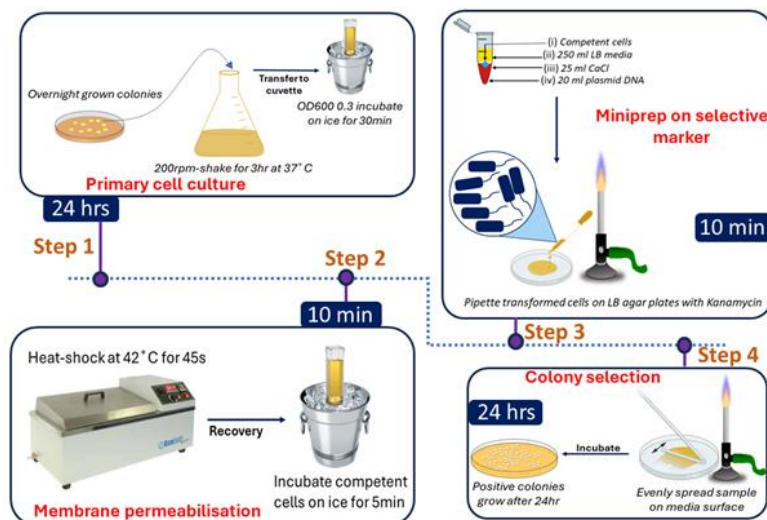 Overnight grown colonies
Transfer to
cuvette
OD600 0.3 incubate
on ice for 30min
200rpm-shake for 3hr at 37˚ C
Primary cell culture
24 hrs
Step 1
Step 2
10 min
Heat-shock at 42˚C for 45s
Recovery
Incubate competent
cells on ice for 5min
Membrane permeabilisation
(i) Competent cells
(ii) 250 ml LB media
(iii) 25 ml CaCl
(iv) 20 ml plasmid DNA
Miniprep on selective
marker
10 min
Pipette transformed cells on LB agar plates with Kanamycin
Step 3
Step 4
Colony selection
24 hrs
Incubate
Positive colonies
grow after 24hr
Evenly spread sample
on media surface